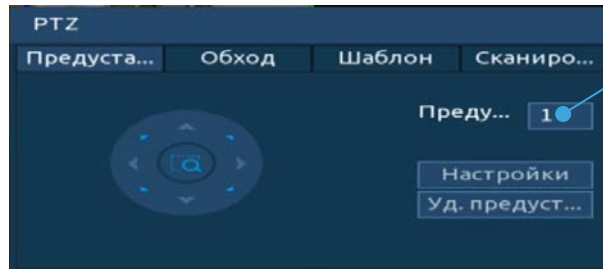 PTZ
Предуста... Обход Шаблон Сканиро...
Преду... 1
Настройки
Уд. предуст...